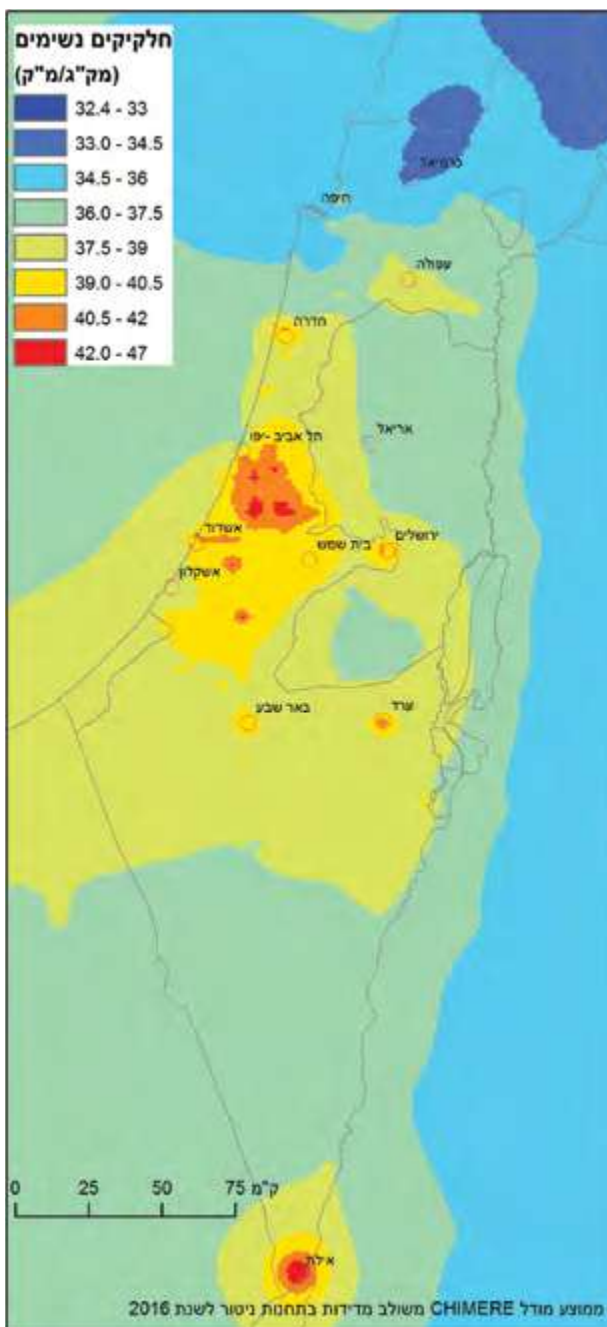 חלקיקים נשימים
(מק"ג/מ"ק)
32.4 - 33
33.0 - 34.5
34.5 - 36
36.0 - 37.5
37.5 - 39
39.0 - 40.5
40.5 - 42
42.0 - 47
כרמיאל
חיפה
עפולה
חדרה
אריאל
תל אביב -יפו
אשדוד
ירושלים
בית שמש
אשקלון
באר שבע
ערד
0 25 50 75 ק"מ
אילת
ממוצע מודל CHIMERE משולב מדידות בתחנות ניטור לשנת 2016